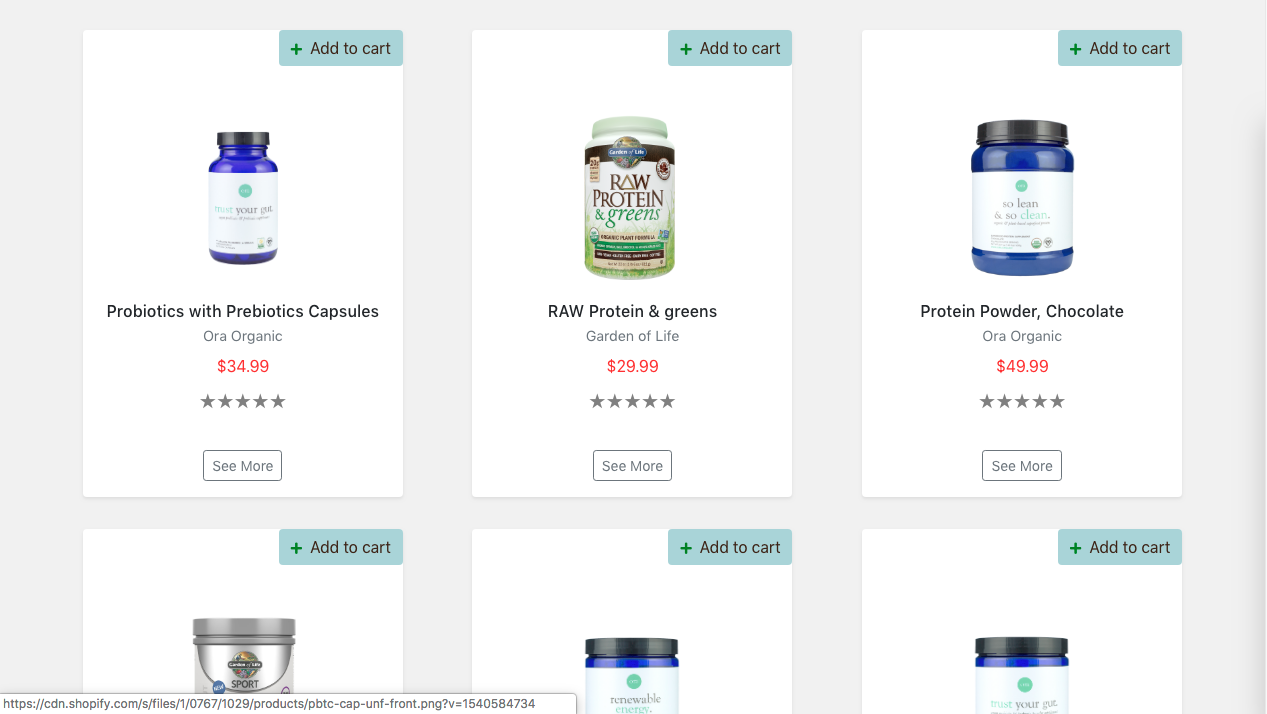 + Add to cart
+ Add to cart
+ Add to cart
trust your gut.
Garden of Life
RAW
PROTEIN
& greens
ORGANIC PLANT FORMULA
so lean
& so clean.
Probiotics with Prebiotics Capsules
RAW Protein & greens
Protein Powder, Chocolate
Ora Organic
Garden of Life
Ora Organic
$34.99
$29.99
$49.99
★★★★★
★★★★★
★★★★★
See More
See More
See More
+ Add to cart
+ Add to cart
+ Add to cart
Garden of Life
SPORT
NEW
renewable
energy.
trust your gut.
https://cdn.shopify.com/s/files/1/0767/1029/products/pbtc-cap-unf-front.png?v=1540584734